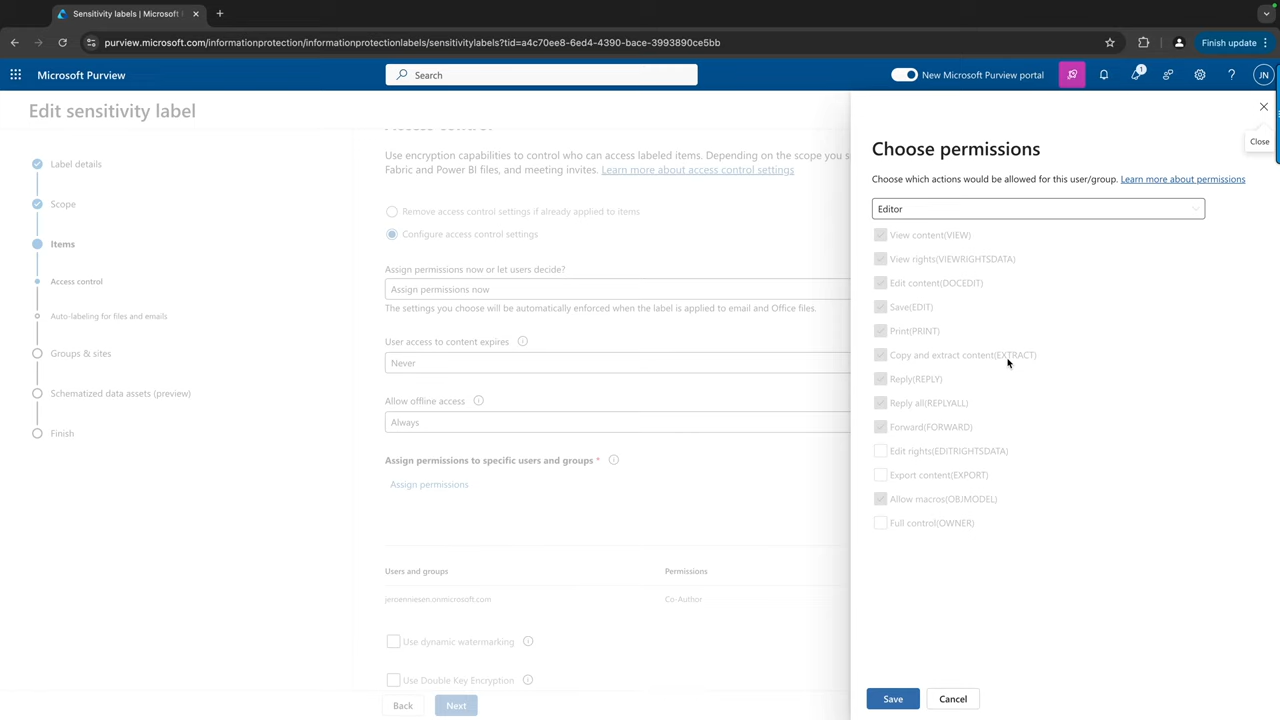 Sensitivity labels | Microsoft
purview.microsoft.com/informationprotection/informationprotectionlabels/sensitivitylabels?tid=a4c70ee8-6ed4-4390-bace-3993890ce5bb
Finish update
Microsoft Purview
Search
New Microsoft Purview portal
1
JN
Edit sensitivity label
Label details
Scope
Items
Access control
Auto-labeling for files and emails
Groups & sites
Schematized data assets (preview)
Finish
Access control
Use encryption capabilities to control who can access labeled items. Depending on the scope you s
Fabric and Power BI files, and meeting invites. Learn more about access control settings
Remove access control settings if already applied to items
Configure access control settings
Assign permissions now or let users decide?
Assign permissions now
The settings you choose will be automatically enforced when the label is applied to email and Office files.
User access to content expires
Never
Allow offline access
Always
Assign permissions to specific users and groups *
Assign permissions
Users and groups
Permissions
jeroenniesen.onmicrosoft.com
Co-Author
Use dynamic watermarking
Use Double Key Encryption
Back
Next
Close
Choose permissions
Choose which actions would be allowed for this user/group. Learn more about permissions
Editor
View content(VIEW)
View rights(VIEWRIGHTSDATA)
Edit content(DOCEDIT)
Save(EDIT)
Print(PRINT)
Copy and extract content(EXTRACT)
Reply(REPLY)
Reply all(REPLYALL)
Forward(FORWARD)
Edit rights(EDITRIGHTSDATA)
Export content(EXPORT)
Allow macros(OBJMODEL)
Full control(OWNER)
Save
Cancel